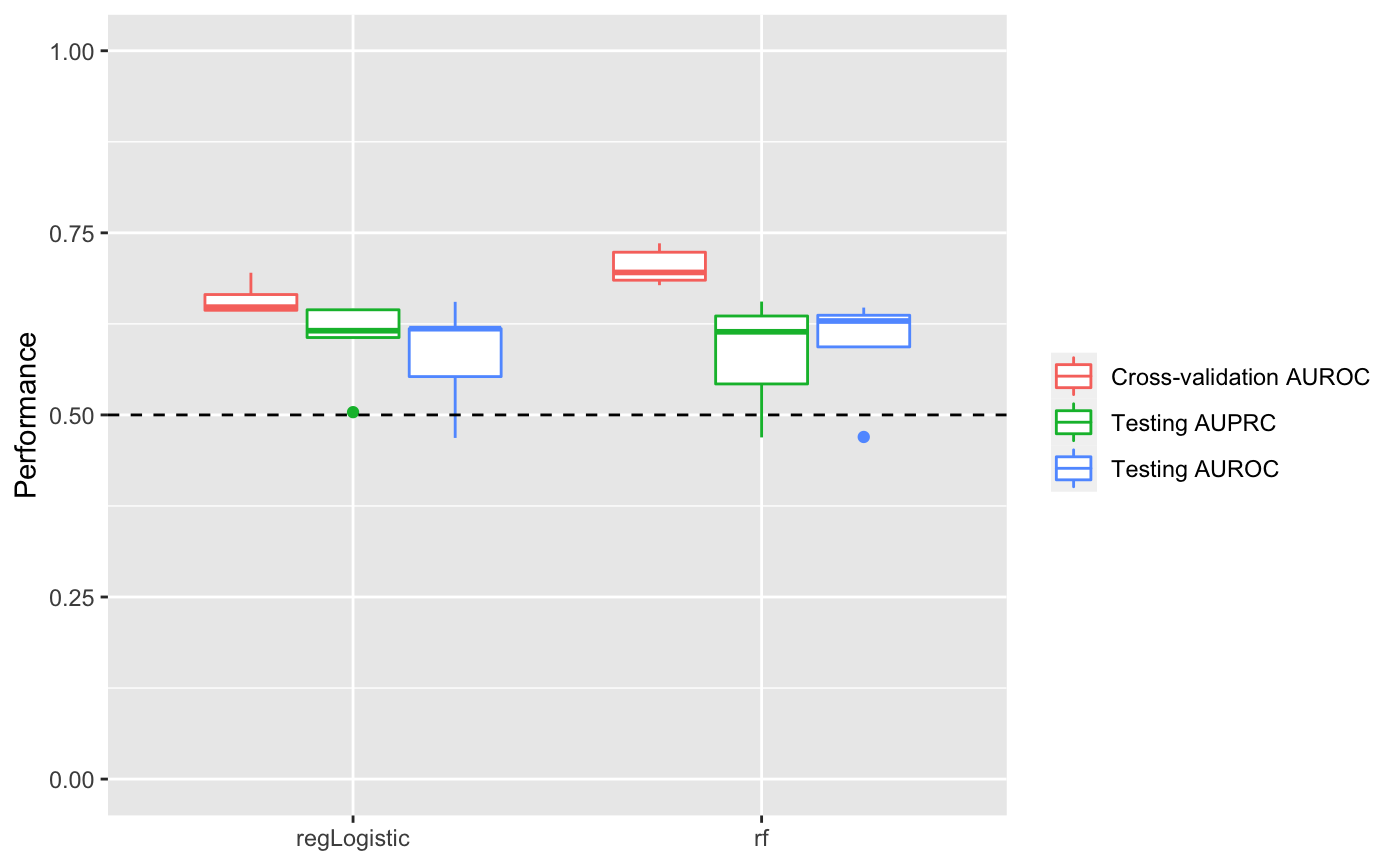 Performance
1.00
0.75
0.50
0.25
0.00
regLogistic
rf
Cross-validation AUROC
Testing AUPRC
Testing AUROC